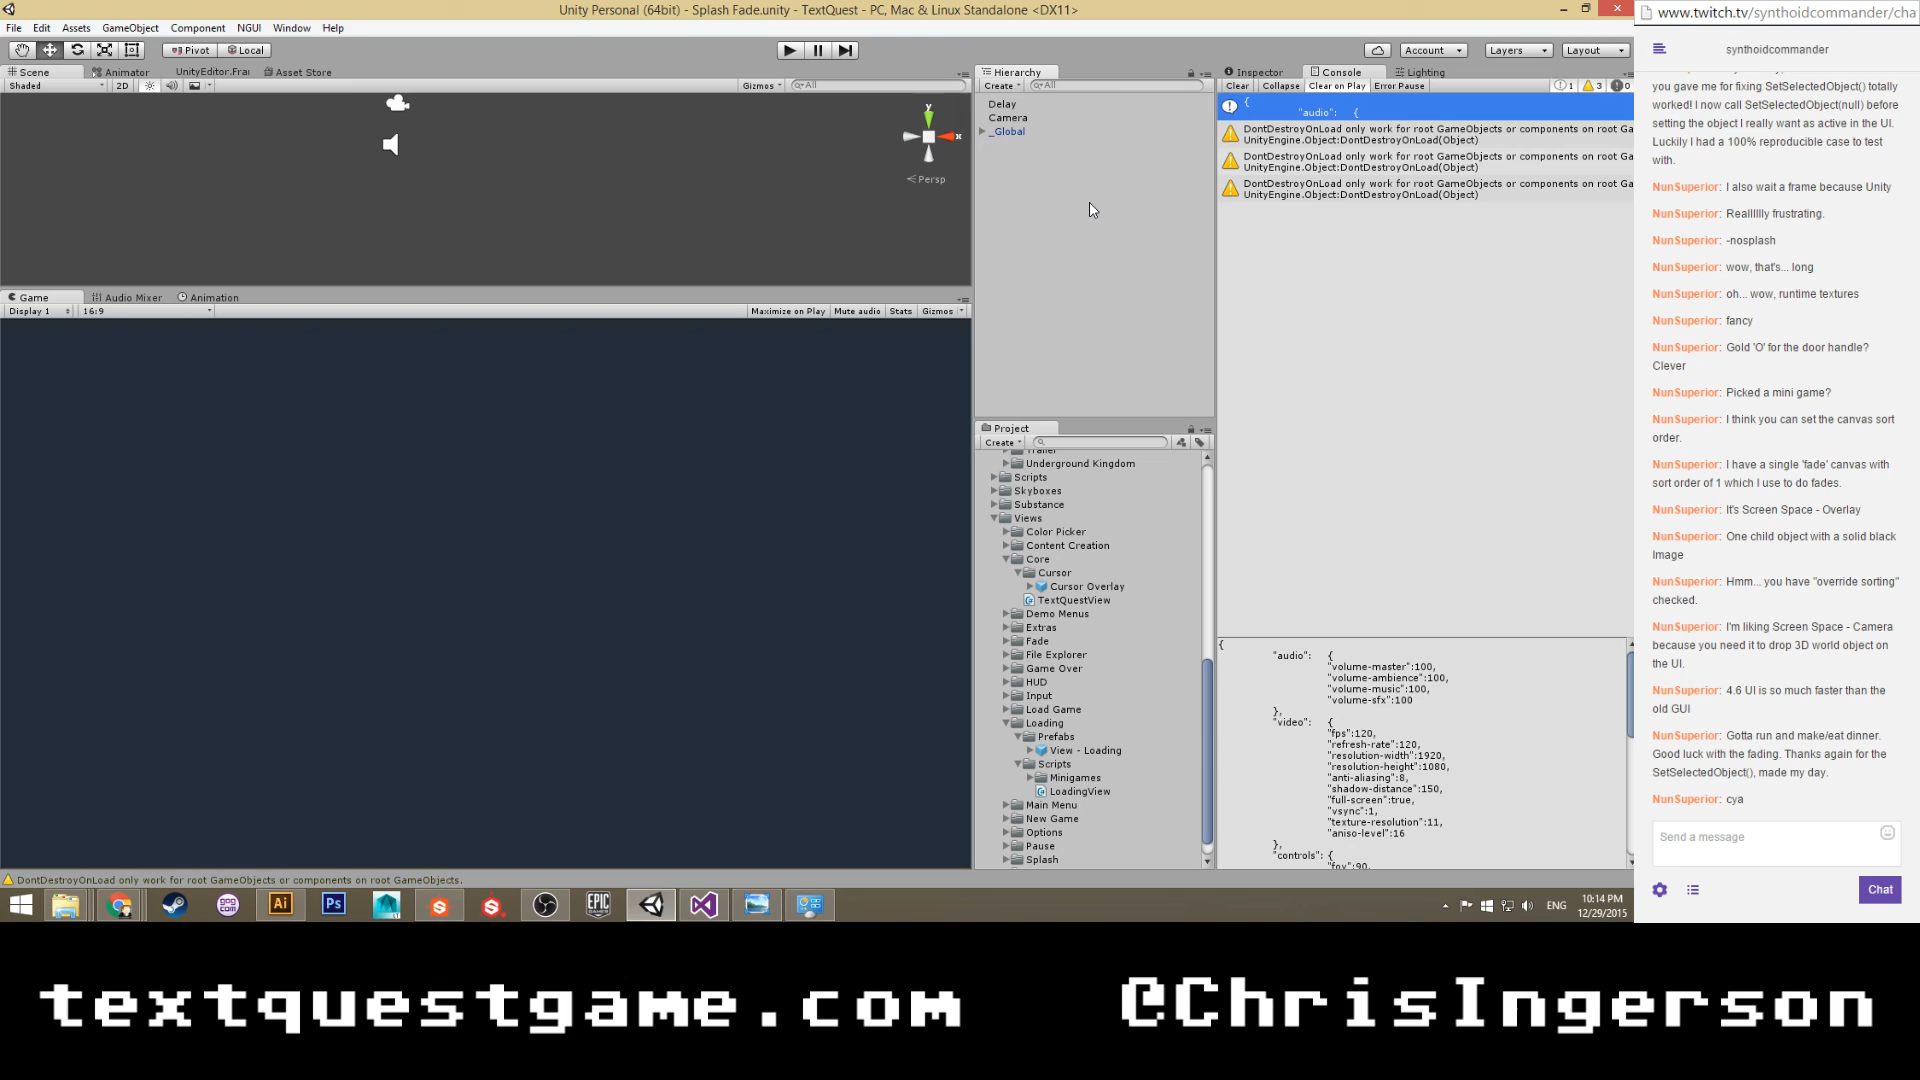 Unity Personal (64bit) - Splash Fade.unity - TextQuest - PC, Mac & Linux Standalone <DX11>
www.twitch.tv/synthoidcommander/cha
File Edit Assets GameObject Component NGUI Window Help
Pivot Local
Account Layers Layout
synthoidcommander
Scene Animator UnityEditor.Fra Asset Store
Shaded 2D Gizmos All
y
x
Persp
Hierarchy
Create All
Delay
Camera
_Global
Inspector Console Lighting
Clear Collapse Clear on Play Error Pause 1 3 0
{
"audio": {
DontDestroyOnLoad only work for root GameObjects or components on root Ga
UnityEngine.Object:DontDestroyOnLoad(Object)
DontDestroyOnLoad only work for root GameObjects or components on root Ga
UnityEngine.Object:DontDestroyOnLoad(Object)
DontDestroyOnLoad only work for root GameObjects or components on root Ga
UnityEngine.Object:DontDestroyOnLoad(Object)
Game Audio Mixer Animation
Display 1 16:9 Maximize on Play Mute audio Stats Gizmos
Project
Create
Trailer
Underground Kingdom
Scripts
Skyboxes
Substance
Views
Color Picker
Content Creation
Core
Cursor
Cursor Overlay
TextQuestView
Demo Menus
Extras
Fade
File Explorer
Game Over
HUD
Input
Load Game
Loading
Prefabs
View - Loading
Scripts
Minigames
LoadingView
Main Menu
New Game
Options
Pause
Splash
{
"audio": {
"volume-master":100,
"volume-ambience":100,
"volume-music":100,
"volume-sfx":100
},
"video": {
"fps":120,
"refresh-rate":120,
"resolution-width":1920,
"resolution-height":1080,
"anti-aliasing":8,
"shadow-distance":150,
"full-screen":true,
"vsync":1,
"texture-resolution":11,
"aniso-level":16
},
"controls": {
"fov":90,
you gave me for fixing SetSelectedObject() totally
worked! I now call SetSelectedObject(null) before
setting the object I really want as active in the UI.
Luckily I had a 100% reproducible case to test
with.
NunSuperior: I also wait a frame because Unity
NunSuperior: Realllllly frustrating.
NunSuperior: -nosplash
NunSuperior: wow, that's... long
NunSuperior: oh... wow, runtime textures
NunSuperior: fancy
NunSuperior: Gold 'O' for the door handle?
Clever
NunSuperior: Picked a mini game?
NunSuperior: I think you can set the canvas sort
order.
NunSuperior: I have a single 'fade' canvas with
sort order of 1 which I use to do fades.
NunSuperior: It's Screen Space - Overlay
NunSuperior: One child object with a solid black
Image
NunSuperior: Hmm... you have "override sorting"
checked.
NunSuperior: I'm liking Screen Space - Camera
because you need it to drop 3D world object on
the UI.
NunSuperior: 4.6 UI is so much faster than the
old GUI
NunSuperior: Gotta run and make/eat dinner.
Good luck with the fading. Thanks again for the
SetSelectedObject(), made my day.
NunSuperior: cya
Send a message
Chat
DontDestroyOnLoad only work for root GameObjects or components on root GameObjects.
gog.com Ai Ps EPIC GAMES
ENG 10:14 PM
12/29/2015
textquestgame.com @ChrisIngerson